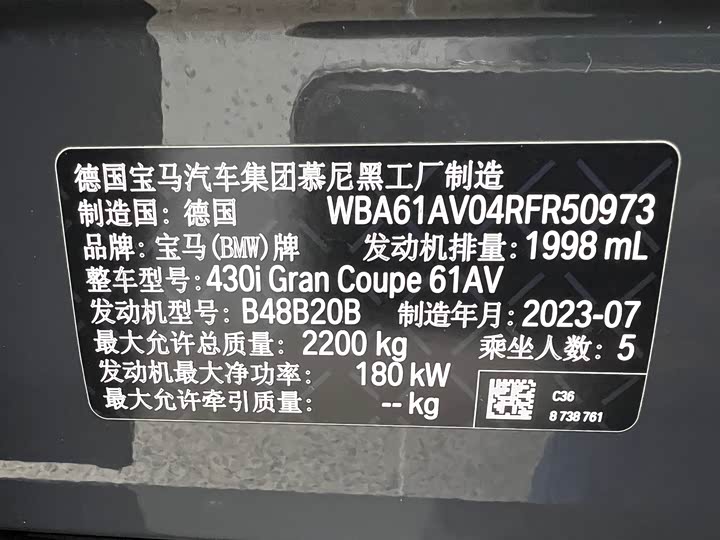 德国宝马汽车集团慕尼黑工厂制造
制造国: 德国 WBA61AV04RFR50973
品牌: 宝马(BMW)牌 发动机排量: 1998 mL
整车型号: 430i Gran Coupe 61AV
发动机型号: B48B20B 制造年月: 2023-07
最大允许总质量: 2200 kg 乘坐人数: 5
发动机最大净功率: 180 kW
最大允许牵引质量: -- kg
C36
8 738 761